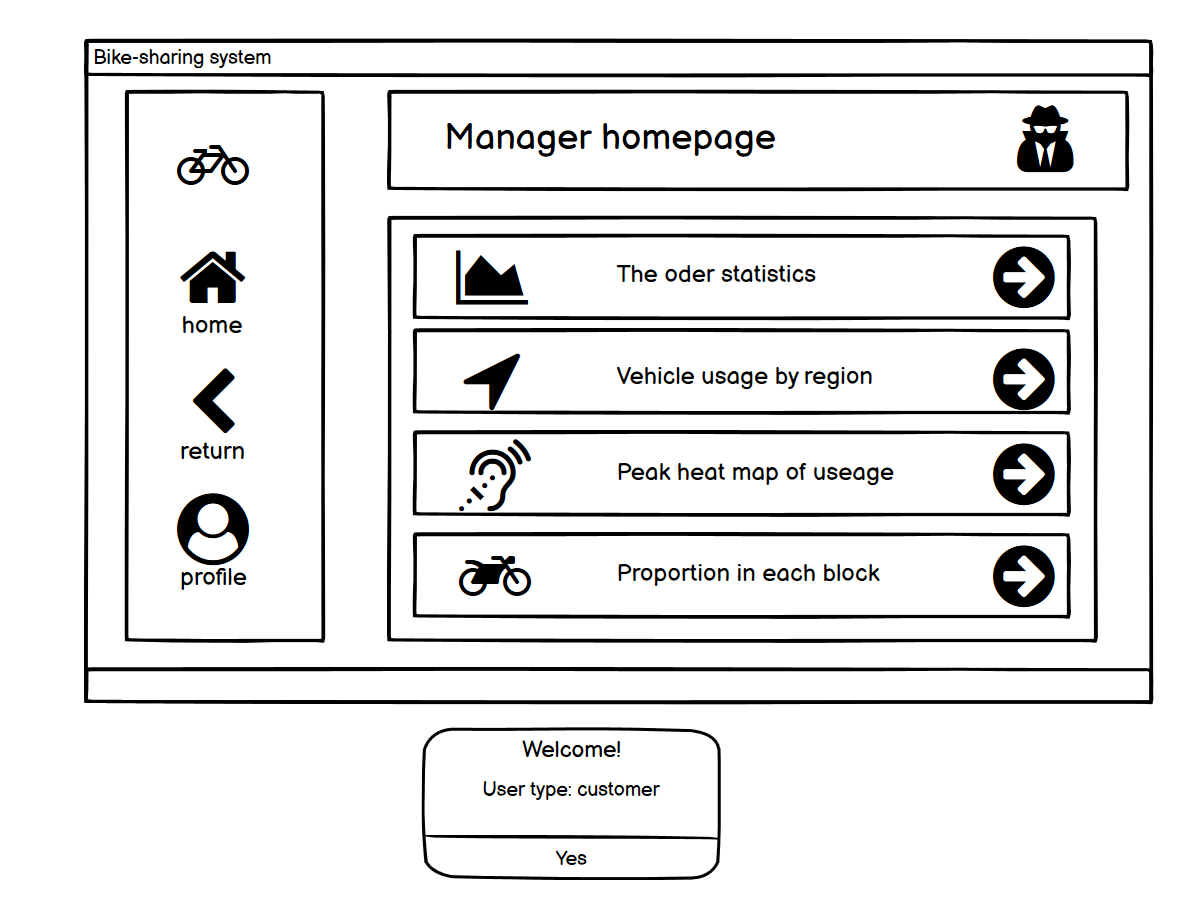 Bike-sharing system
Manager homepage
home
return
profile
The oder statistics
Vehicle usage by region
Peak heat map of useage
Proportion in each block
Welcome!
User type: customer
Yes